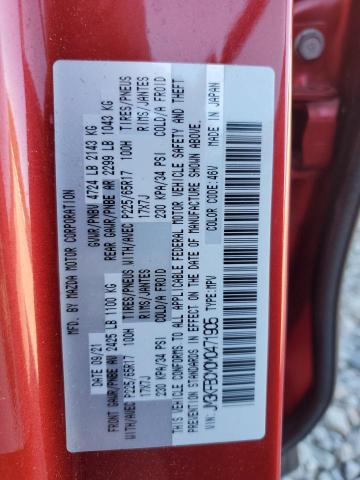 MFD. BY MAZDA MOTOR CORPORATION
DATE 09/21 GVWR/PNBV 4724 LB 2143 KG
FRONT GAWR/PNBE AV 2425 LB 1100 KG REAR GAWR/PNBE AR 2299 LB 1043 KG
WITH/AVEC P225/65R17 100H TIRES/PNEUS WITH/AVEC P225/65R17 100H TIRES/PNEUS
17X7J RIMS/JANTES 17X7J RIMS/JANTES
230 KPA/34 PSI COLD/A FROID 230 KPA/34 PSI COLD/A FROID
THIS VEHICLE CONFORMS TO ALL APPLICABLE FEDERAL MOTOR VEHICLE SAFETY AND THEFT
PREVENTION STANDARDS IN EFFECT ON THE DATE OF MANUFACTURE SHOWN ABOVE.
VIN: TYPE:MPV COLOR CODE: 46V MADE IN JAPAN